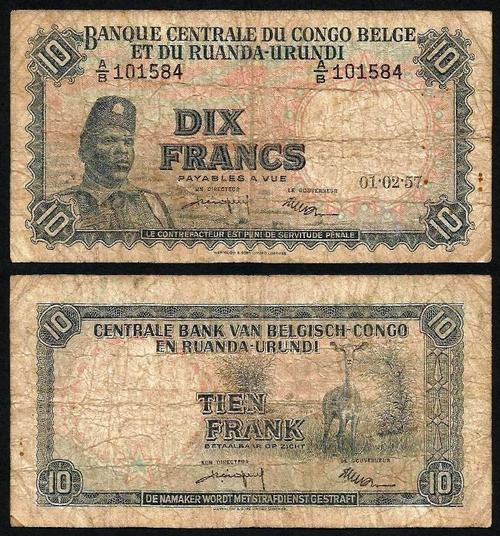 10 10
BANQUE CENTRALE DU CONGO BELGE
ET DU RUANDA-URUNDI
A/B 101584 A/B 101584
DIX
FRANCS
PAYABLES A VUE
UN DIRECTEUR LE GOUVERNEUR
01-02-57
10 10
LE CONTREFACTEUR EST PUNI DE SERVITUDE PÉNALE
10 10
CENTRALE BANK VAN BELGISCH-CONGO
EN RUANDA-URUNDI
TIEN
FRANK
BETAALBAAR OP ZICHT
EEN DIRECTEUR DE GOUVERNEUR
10 10
DE NAMAKER WORDT MET STRAFDIENST GESTRAFT